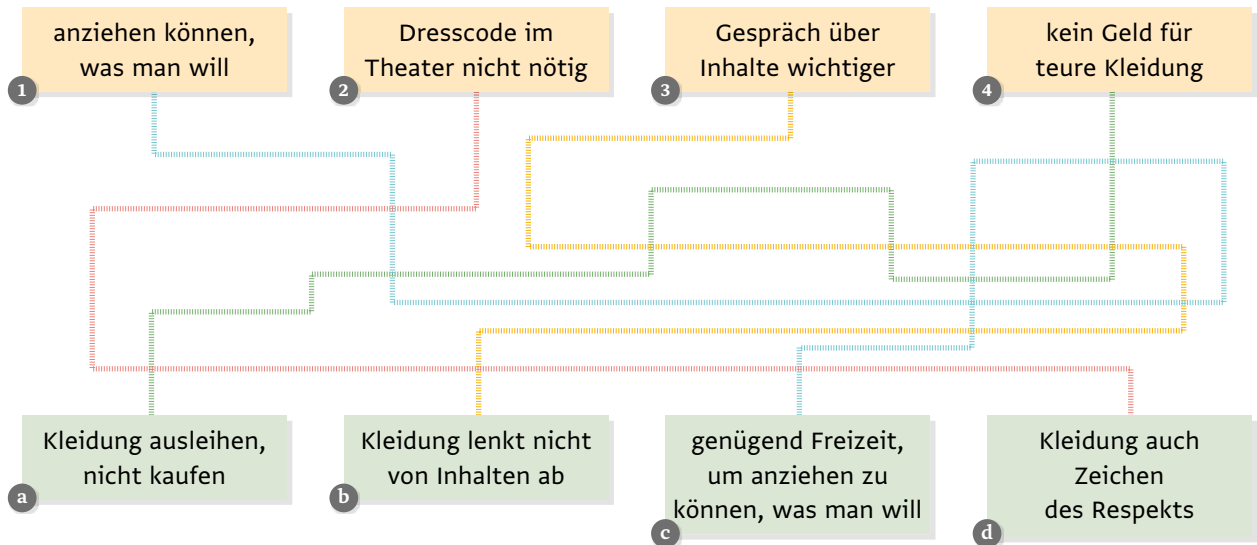 anziehen können,
was man will
1
Dresscode im
Theater nicht nötig
2
Gespräch über
Inhalte wichtiger
3
kein Geld für
teure Kleidung
4
Kleidung ausleihen,
nicht kaufen
a
Kleidung lenkt nicht
von Inhalten ab
b
genügend Freizeit,
um anziehen zu
können, was man will
c
Kleidung auch
Zeichen
des Respekts
d